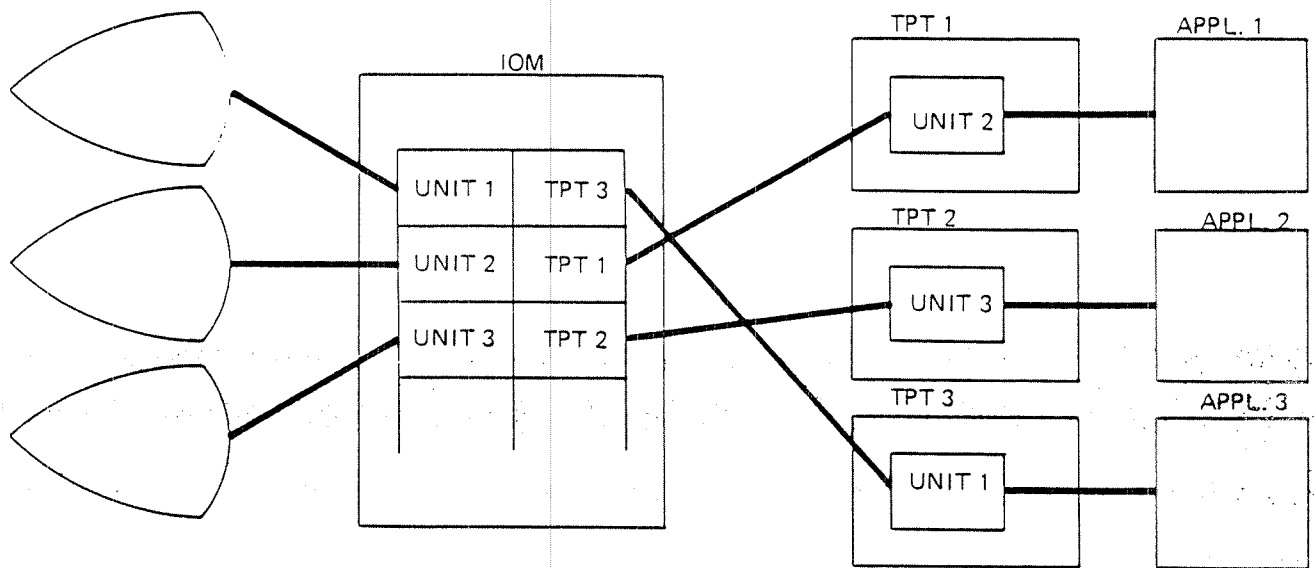 TPT 1
APPL. 1
IOM
UNIT 2
UNIT 1 TPT 3
UNIT 2 TPT 1
UNIT 3 TPT 2
TPT 2
APPL. 2
UNIT 3
TPT 3
APPL. 3
UNIT 1